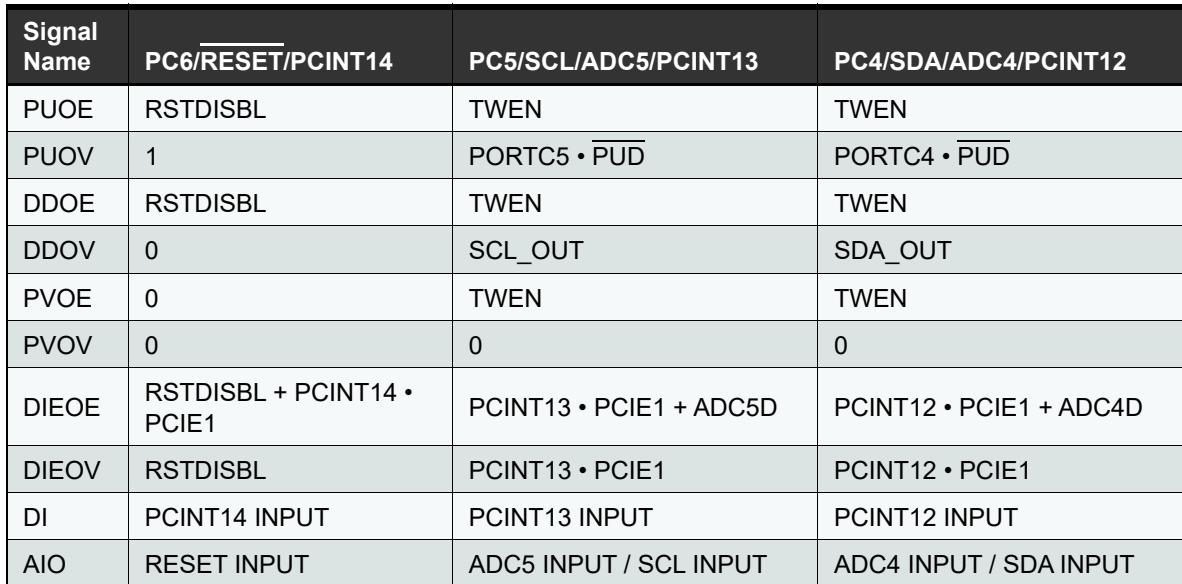 Signal Name PC6/RESET/PCINT14 PC5/SCL/ADC5/PCINT13 PC4/SDA/ADC4/PCINT12
PUOE RSTDISBL TWEN TWEN
PUOV 1 PORTC5 • PUD PORTC4 • PUD
DDOE RSTDISBL TWEN TWEN
DDOV 0 SCL_OUT SDA_OUT
PVOE 0 TWEN TWEN
PVOV 0 0 0
DIEOE RSTDISBL + PCINT14 • PCIE1 PCINT13 • PCIE1 + ADC5D PCINT12 • PCIE1 + ADC4D
DIEOV RSTDISBL PCINT13 • PCIE1 PCINT12 • PCIE1
DI PCINT14 INPUT PCINT13 INPUT PCINT12 INPUT
AIO RESET INPUT ADC5 INPUT / SCL INPUT ADC4 INPUT / SDA INPUT